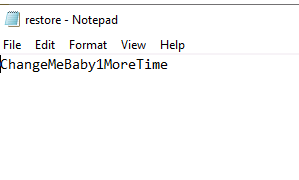 restore - Notepad
File Edit Format View Help
ChangeMeBaby1MoreTime